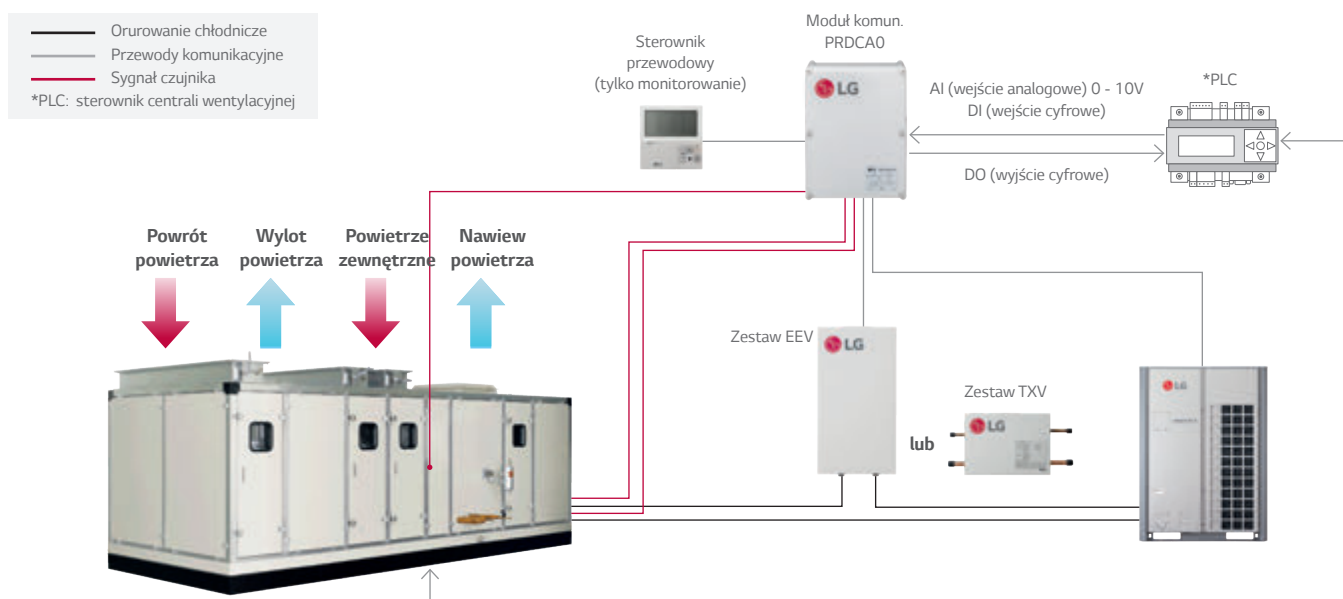 Orurowanie chłodnicze
Przewody komunikacyjne
Sygnał czujnika
*PLC: sterownik centrali wentylacyjnej
Sterownik
przewodowy
(tylko monitorowanie)
Moduł komun.
PRDCA0
LG
AI (wejście analogowe) 0 - 10V
DI (wejście cyfrowe)
DO (wyjście cyfrowe)
*PLC
Powrót
powietrza
Wylot
powietrza
Powietrze
zewnętrzne
Nawiew
powietrza
Zestaw EEV
LG
lub
Zestaw TXV
LG
LG